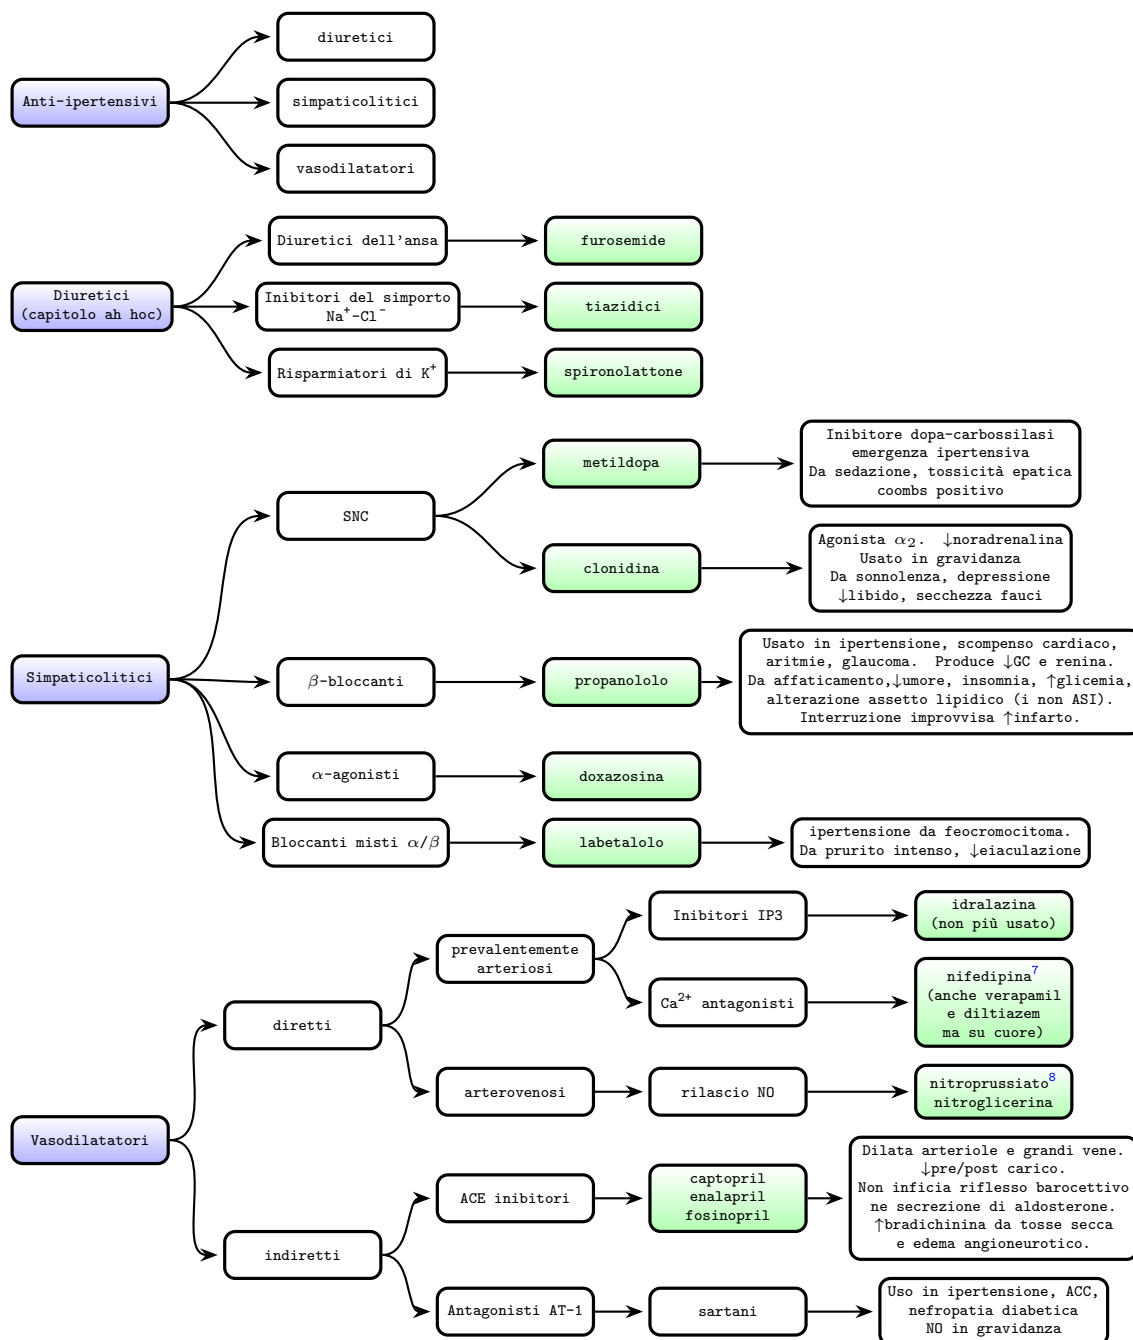 Anti-ipertensivi
diuretici
simpaticolitici
vasodilatatori
Diuretici
(capitolo ah hoc)
Diuretici dell'ansa
furosemide
Inibitori del simporto
Na⁺-Cl⁻
tiazidici
Risparmiatori di K⁺
spironolattone
Simpaticolitici
SNC
metildopa
Inibitore dopa-carbossilasi
emergenza ipertensiva
Da sedazione, tossicità epatica
coombs positivo
clonidina
Agonista α₂. ↓noradrenalina
Usato in gravidanza
Da sonnolenza, depressione
↓libido, secchezza fauci
β-bloccanti
propanololo
Usato in ipertensione, scompenso cardiaco,
aritmie, glaucoma. Produce ↓GC e renina.
Da affaticamento,↓umore, insomnia, ↑glicemia,
alterazione assetto lipidico (i non ASI).
Interruzione improvvisa ↑infarto.
α-agonisti
doxazosina
Bloccanti misti α/β
labetalolo
ipertensione da feocromocitoma.
Da prurito intenso, ↓eiaculazione
Vasodilatatori
diretti
prevalentemente
arteriosi
Inibitori IP3
idralazina
(non più usato)
Ca²⁺ antagonisti
nifedipina⁷
(anche verapamil
e diltiazem
ma su cuore)
arterovenosi
rilascio NO
nitroprussiato⁸
nitroglicerina
indiretti
ACE inibitori
captopril
enalapril
fosinopril
Dilata arteriole e grandi vene.
↓pre/post carico.
Non inficia riflesso barocettivo
ne secrezione di aldosterone.
↑bradichinina da tosse secca
e edema angioneurotico.
Antagonisti AT-1
sartani
Uso in ipertensione, ACC,
nefropatia diabetica
NO in gravidanza